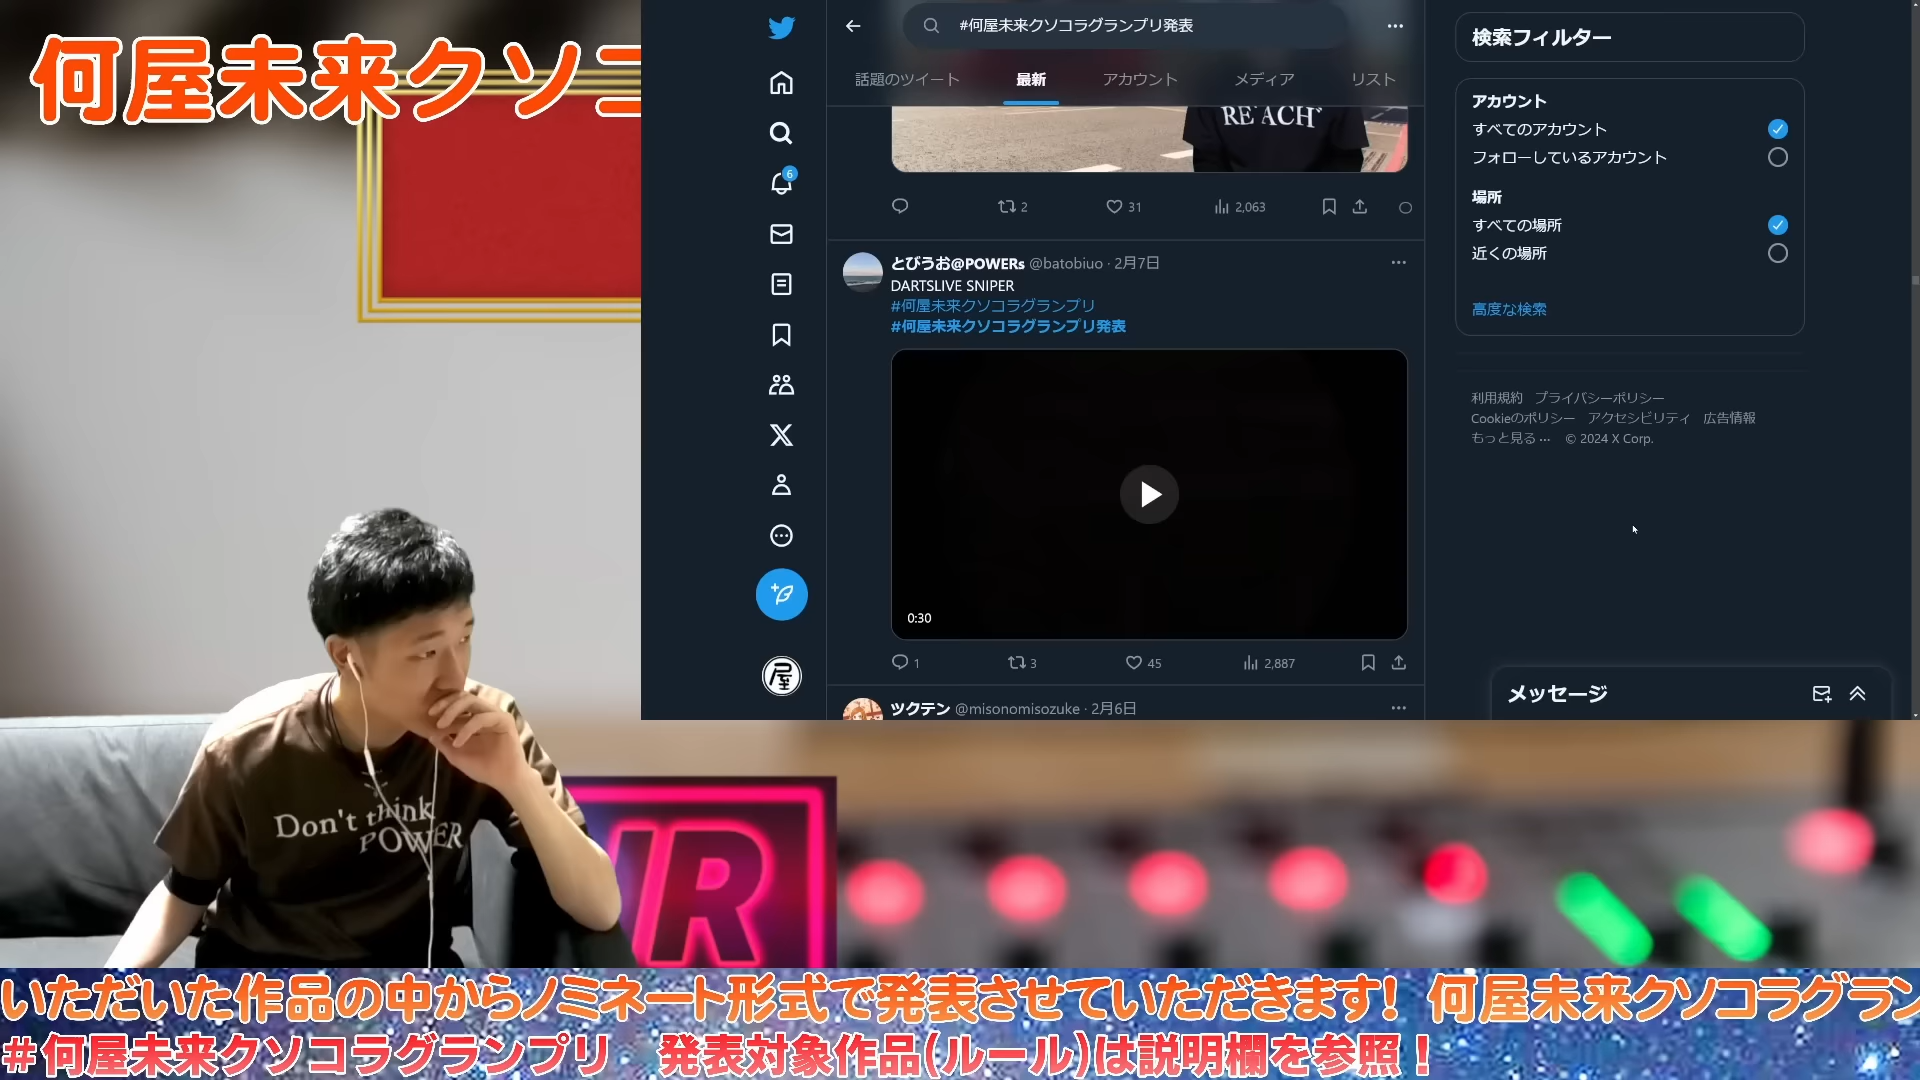 何屋未来クソコ
#何屋未来クソコラグランプリ発表
話題のツイート 最新 アカウント メディア リスト
6
REACH
2 31 2,063
とびうお@POWERs @batobiuo · 2月7日
DARTSLIVE SNIPER
#何屋未来クソコラグランプリ
#何屋未来クソコラグランプリ発表
0:30
1 3 45 2,887
ツクテン @misonomisozuke · 2月6日
屋
検索フィルター
アカウント
すべてのアカウント
フォローしているアカウント
場所
すべての場所
近くの場所
高度な検索
利用規約 プライバシーポリシー
Cookieのポリシー アクセシビリティ 広告情報
もっと見る ··· © 2024 X Corp.
メッセージ
Don't think
POWER
R
いただいた作品の中からノミネート形式で発表させていただきます! 何屋未来クソコラグラン
#何屋未来クソコラグランプリ 発表対象作品(ルール)は説明欄を参照!